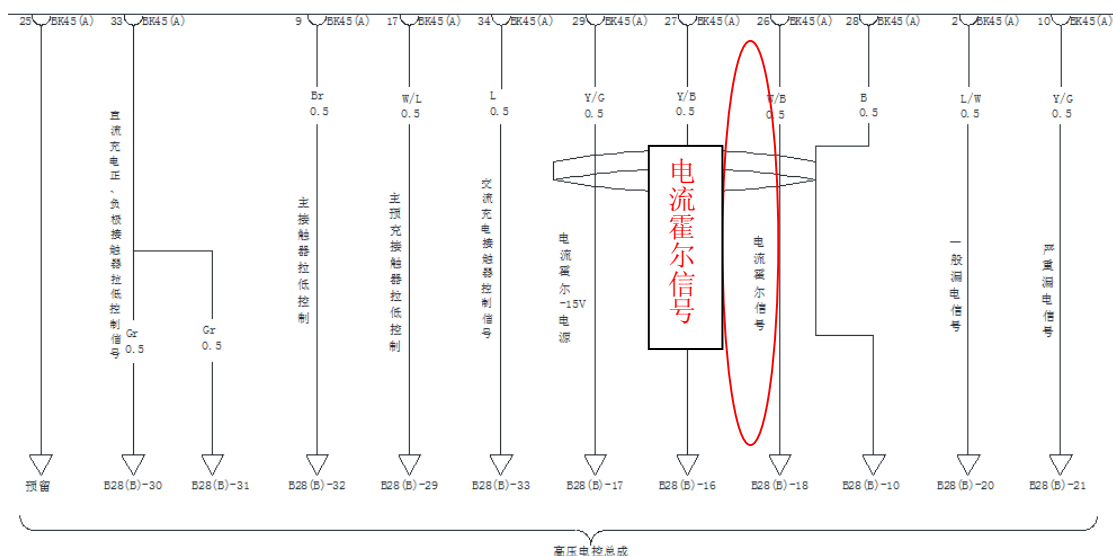 25 BK45(A) 33 BK45(A) 9 BK45(A) 17 BK45(A) 34 BK45(A) 29 BK45(A) 27 BK45(A) 26 BK45(A) 28 BK45(A) 2 BK45(A) 10 BK45(A)
Br 0.5
W/L 0.5
L 0.5
Y/G 0.5
Y/B 0.5
W/B 0.5
B 0.5
L/W 0.5
Y/G 0.5
直流充电正、负极接触器拉低控制信号
Gr 0.5
Gr 0.5
主接触器拉低控制
主预充接触器拉低控制
交流充电接触器控制信号
电流霍尔-15V电源
电流霍尔信号
电流霍尔信号
一般漏电信号
严重漏电信号
预留 B28(B)-30 B28(B)-31 B28(B)-32 B28(B)-29 B28(B)-33 B28(B)-17 B28(B)-16 B28(B)-18 B28(B)-10 B28(B)-20 B28(B)-21
高压电控总成